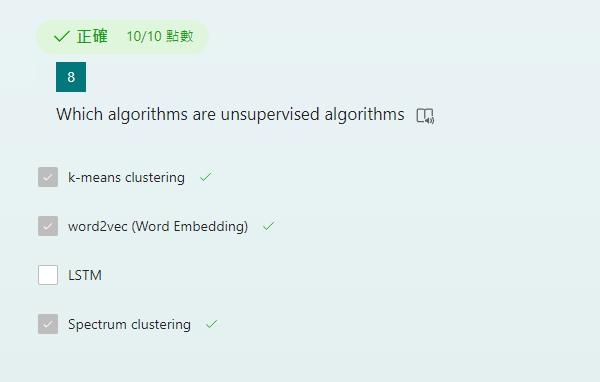 正確 10/10 點數
8
Which algorithms are unsupervised algorithms
k-means clustering
word2vec (Word Embedding)
LSTM
Spectrum clustering